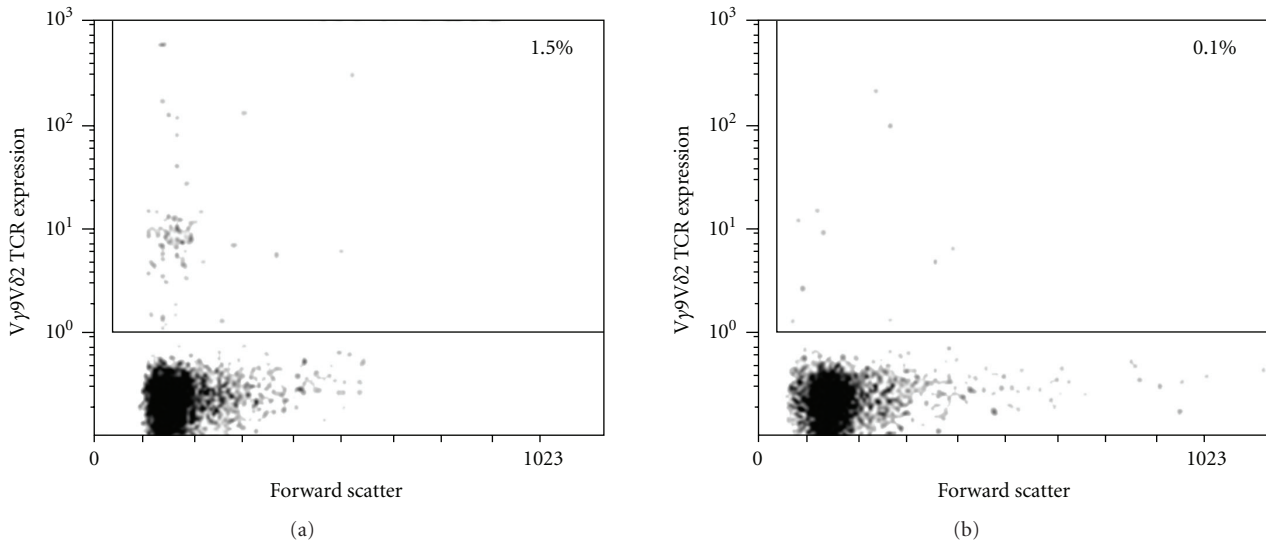 10³
1.5%
10²
10¹
10⁰
Vγ9Vδ2 TCR expression
0
1023
Forward scatter
(a)
10³
0.1%
10²
10¹
10⁰
Vγ9Vδ2 TCR expression
0
1023
Forward scatter
(b)